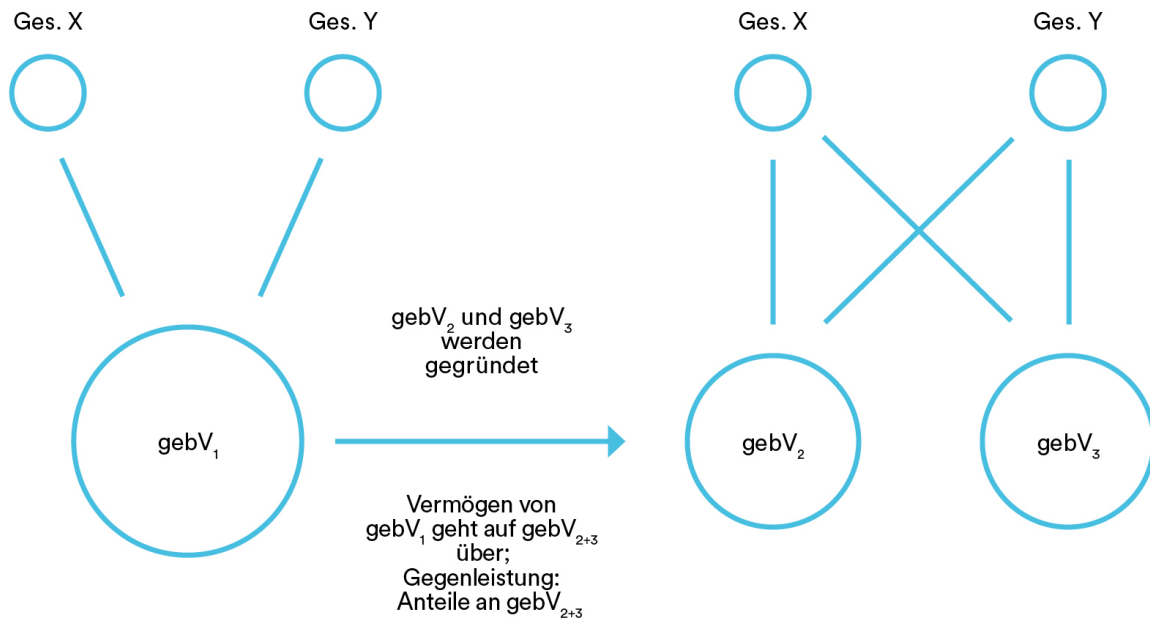 Ges. X
Ges. Y
Ges. X
Ges. Y
gebV₂ und gebV₃
werden
gegründet
gebV₁
gebV₂
gebV₃
Vermögen von
gebV₁ geht auf gebV₂₊₃
über;
Gegenleistung:
Anteile an gebV₂₊₃